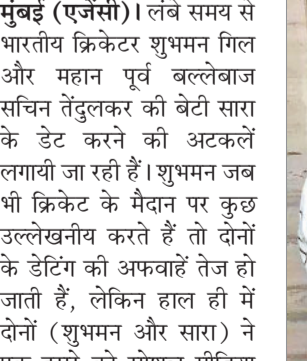 मुंबई (एजेंसी)। लंबे समय से
भारतीय क्रिकेटर शुभमन गिल
और महान पूर्व बल्लेबाज
सचिन तेंदुलकर की बेटी सारा
के डेट करने की अटकलें
लगायी जा रही हैं। शुभमन जब
भी क्रिकेट के मैदान पर कुछ
उल्लेखनीय करते हैं तो दोनों
के डेटिंग की अफवाहें तेज हो
जाती हैं, लेकिन हाल ही में
दोनों (शुभमन और सारा) ने